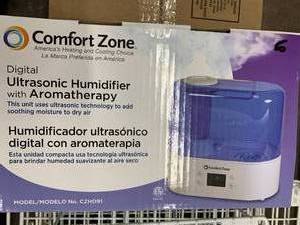 Comfort Zone
America's Heating and Cooling Choice
La Marca Preferida en América
Digital
Ultrasonic Humidifier
with Aromatherapy
This unit uses ultrasonic technology to add
soothing moisture to dry air
Humidificador ultrasónico
digital con aromaterapia
Esta unidad compacta usa tecnología ultrasónica
para brindar humedad suavizante al aire seco
MODEL/MODELO No. CZHD91
Comfort Zone